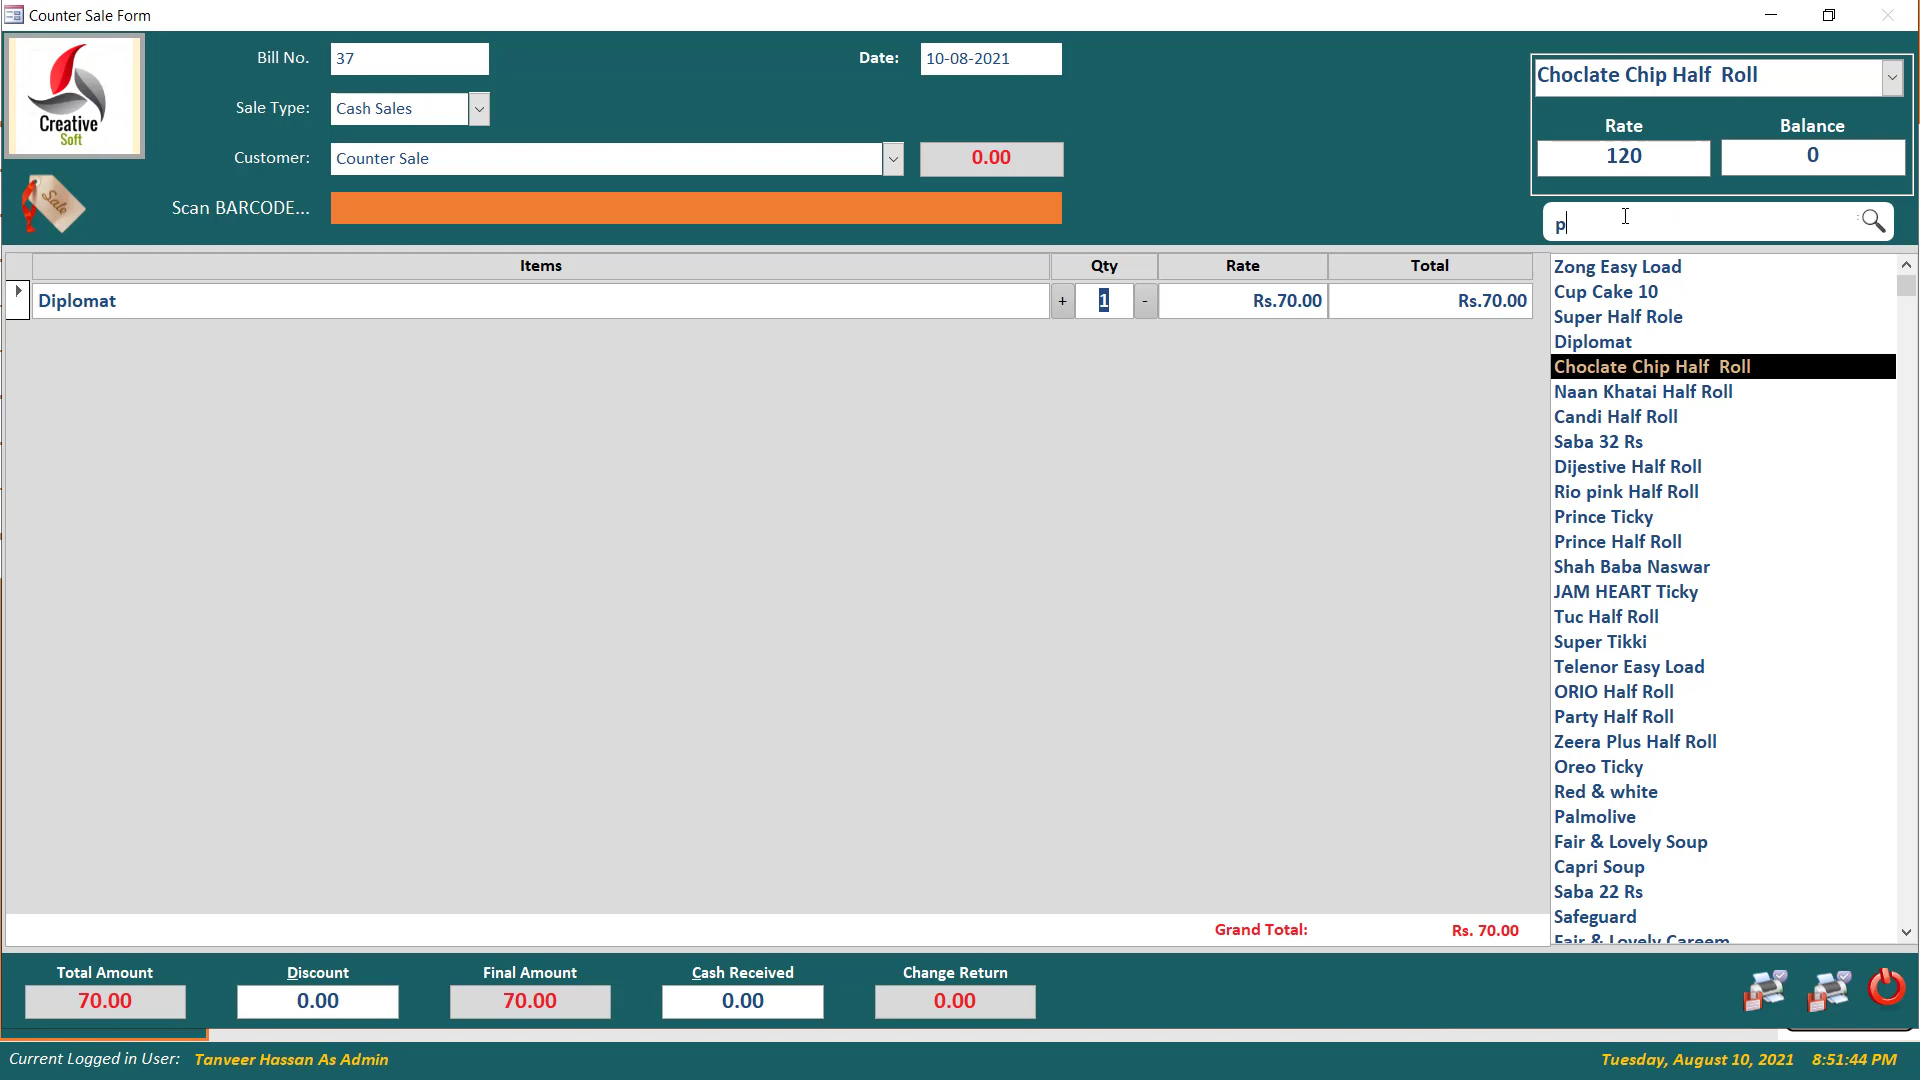 Counter Sale Form
Creative
Soft
Sale
Bill No.
37
Date:
10-08-2021
Sale Type:
Cash Sales
Customer:
Counter Sale
0.00
Scan BARCODE...
Choclate Chip Half  Roll
Rate
Balance
120
0
p
Items
Qty
Rate
Total
Diplomat
+
1
-
Rs.70.00
Rs.70.00
Zong Easy Load
Cup Cake 10
Super Half Role
Diplomat
Choclate Chip Half  Roll
Naan Khatai Half Roll
Candi Half Roll
Saba 32 Rs
Dijestive Half Roll
Rio pink Half Roll
Prince Ticky
Prince Half Roll
Shah Baba Naswar
JAM HEART Ticky
Tuc Half Roll
Super Tikki
Telenor Easy Load
ORIO Half Roll
Party Half Roll
Zeera Plus Half Roll
Oreo Ticky
Red & white
Palmolive
Fair & Lovely Soup
Capri Soup
Saba 22 Rs
Safeguard
Fair & Lovely Careem
Grand Total:
Rs. 70.00
Total Amount
Discount
Final Amount
Cash Received
Change Return
70.00
0.00
70.00
0.00
0.00
Current Logged in User:
Tanveer Hassan As Admin
Tuesday, August 10, 2021
8:51:44 PM